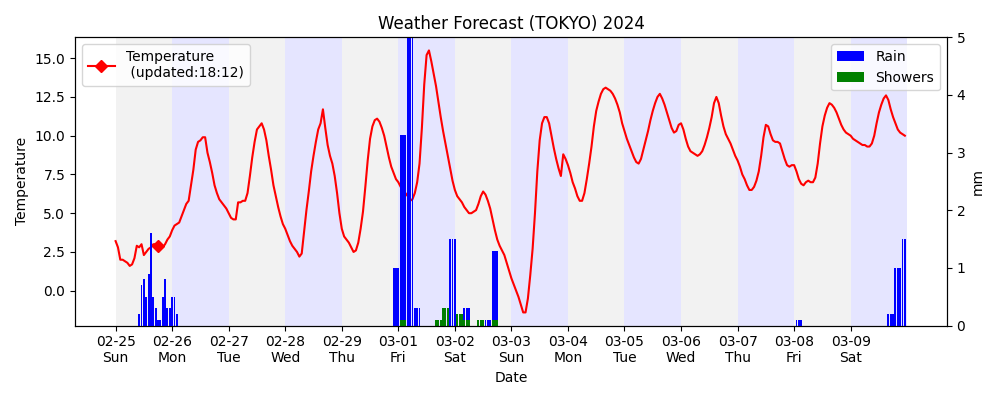 Weather Forecast (TOKYO) 2024
Temperature
(updated:18:12)
Rain
Showers
15.0
12.5
10.0
7.5
5.0
2.5
0.0
Temperature
5
4
3
2
1
0
mm
02-25 02-26 02-27 02-28 02-29 03-01 03-02 03-03 03-04 03-05 03-06 03-07 03-08 03-09
Sun Mon Tue Wed Thu Fri Sat Sun Mon Tue Wed Thu Fri Sat
Date